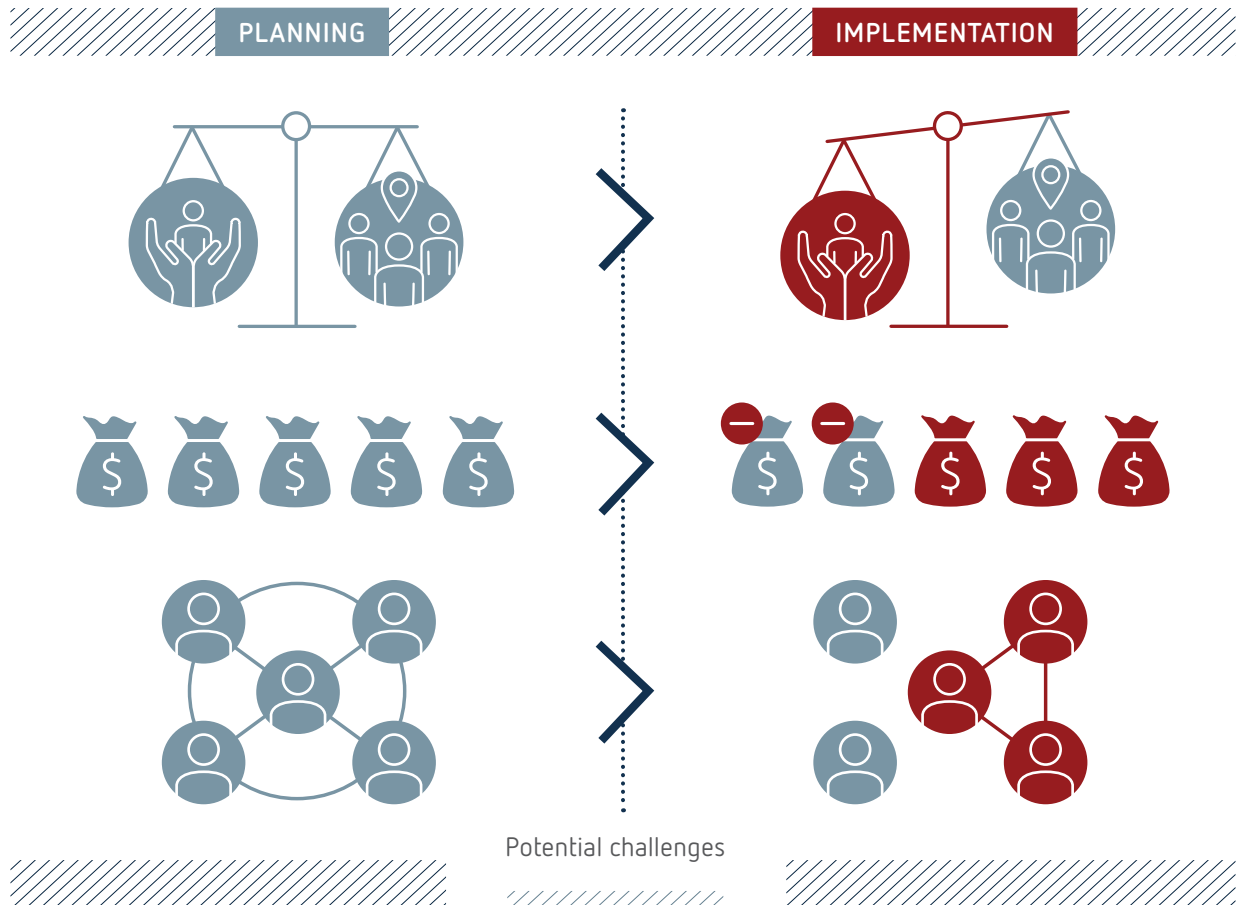 PLANNING
IMPLEMENTATION
$ $ $ $ $
$ $ $ $ $
Potential challenges